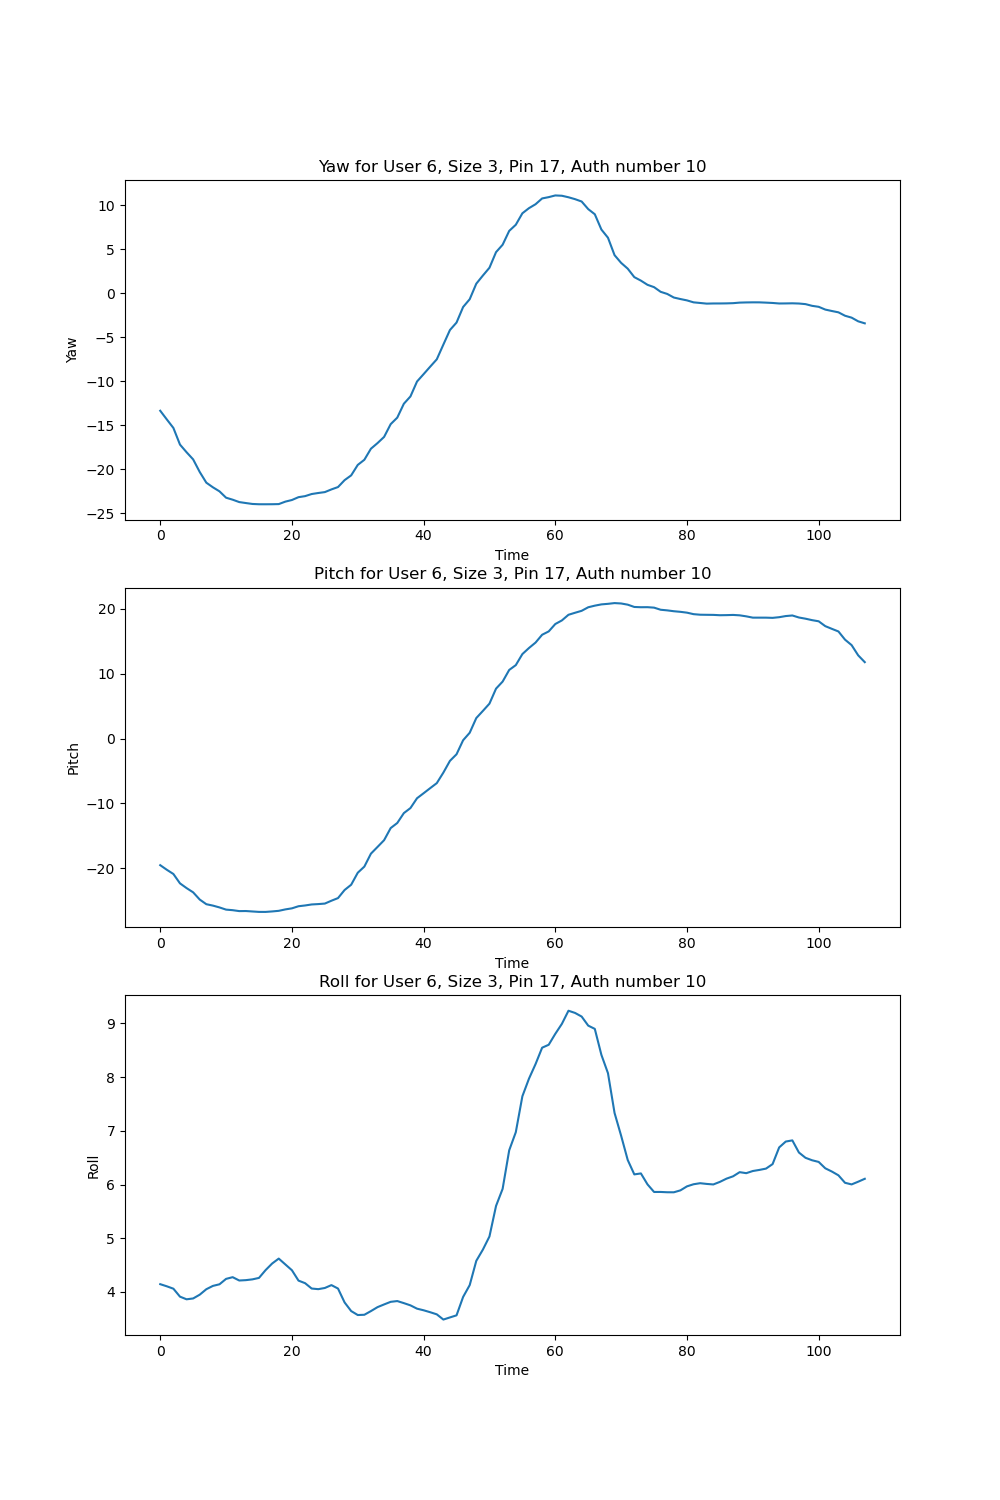 Yaw for User 6, Size 3, Pin 17, Auth number 10
10
5
0
−5
−10
−15
−20
−25
Yaw
0 20 40 60 80 100
Time
Pitch for User 6, Size 3, Pin 17, Auth number 10
20
10
0
−10
−20
Pitch
0 20 40 60 80 100
Time
Roll for User 6, Size 3, Pin 17, Auth number 10
9
8
7
6
5
4
Roll
0 20 40 60 80 100
Time